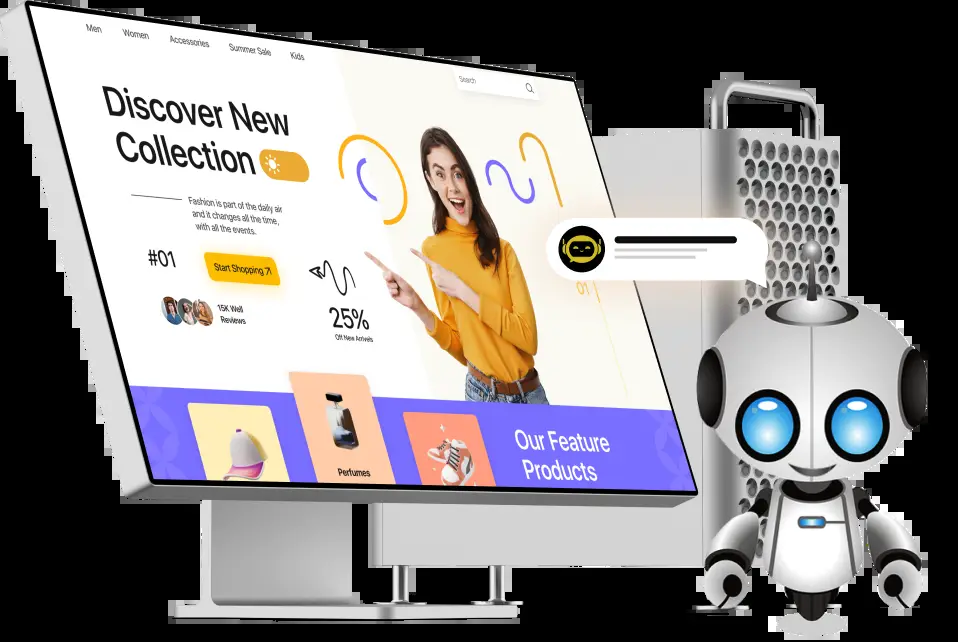 Men Women Accessories Summer Sale Kids
Search
Discover New
Collection
Fashion is part of the daily air
and it changes all the time,
with all the events.
#01
Start Shopping
15K Well
Reviews
25%
Off New Arrivels
01
Perfumes
Our Feature
Products